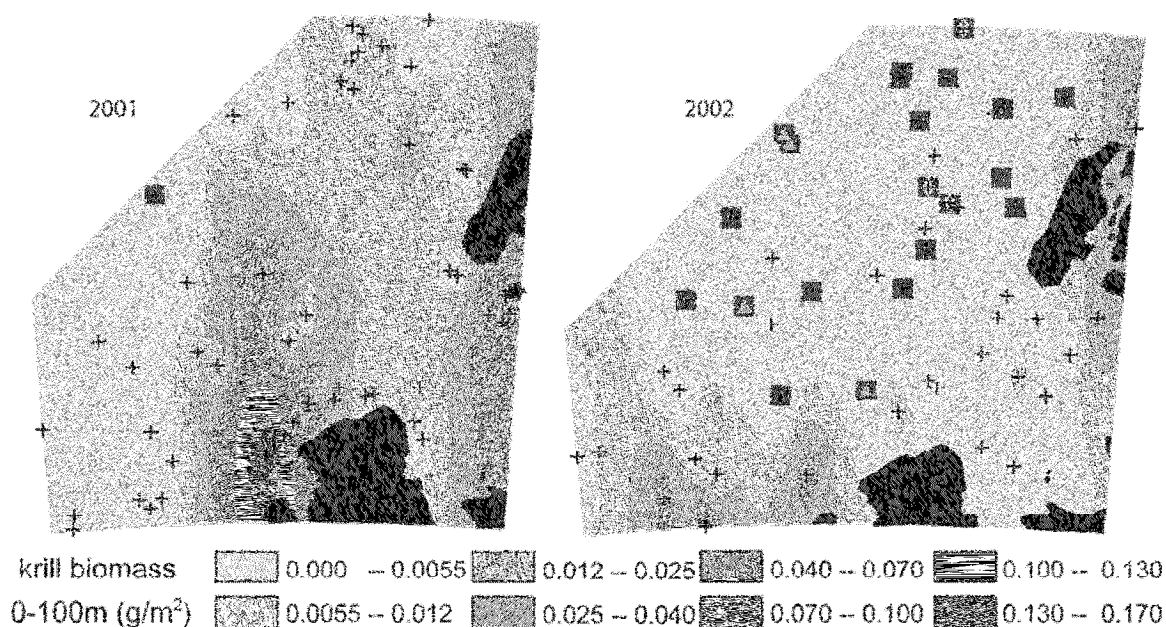 2001
2002
krill biomass 0.000 – 0.0055 0.012 – 0.025 0.040 – 0.070 0.100 – 0.130
0-100m (g/m²) 0.0055 – 0.012 0.025 – 0.040 0.070 – 0.100 0.130 – 0.170